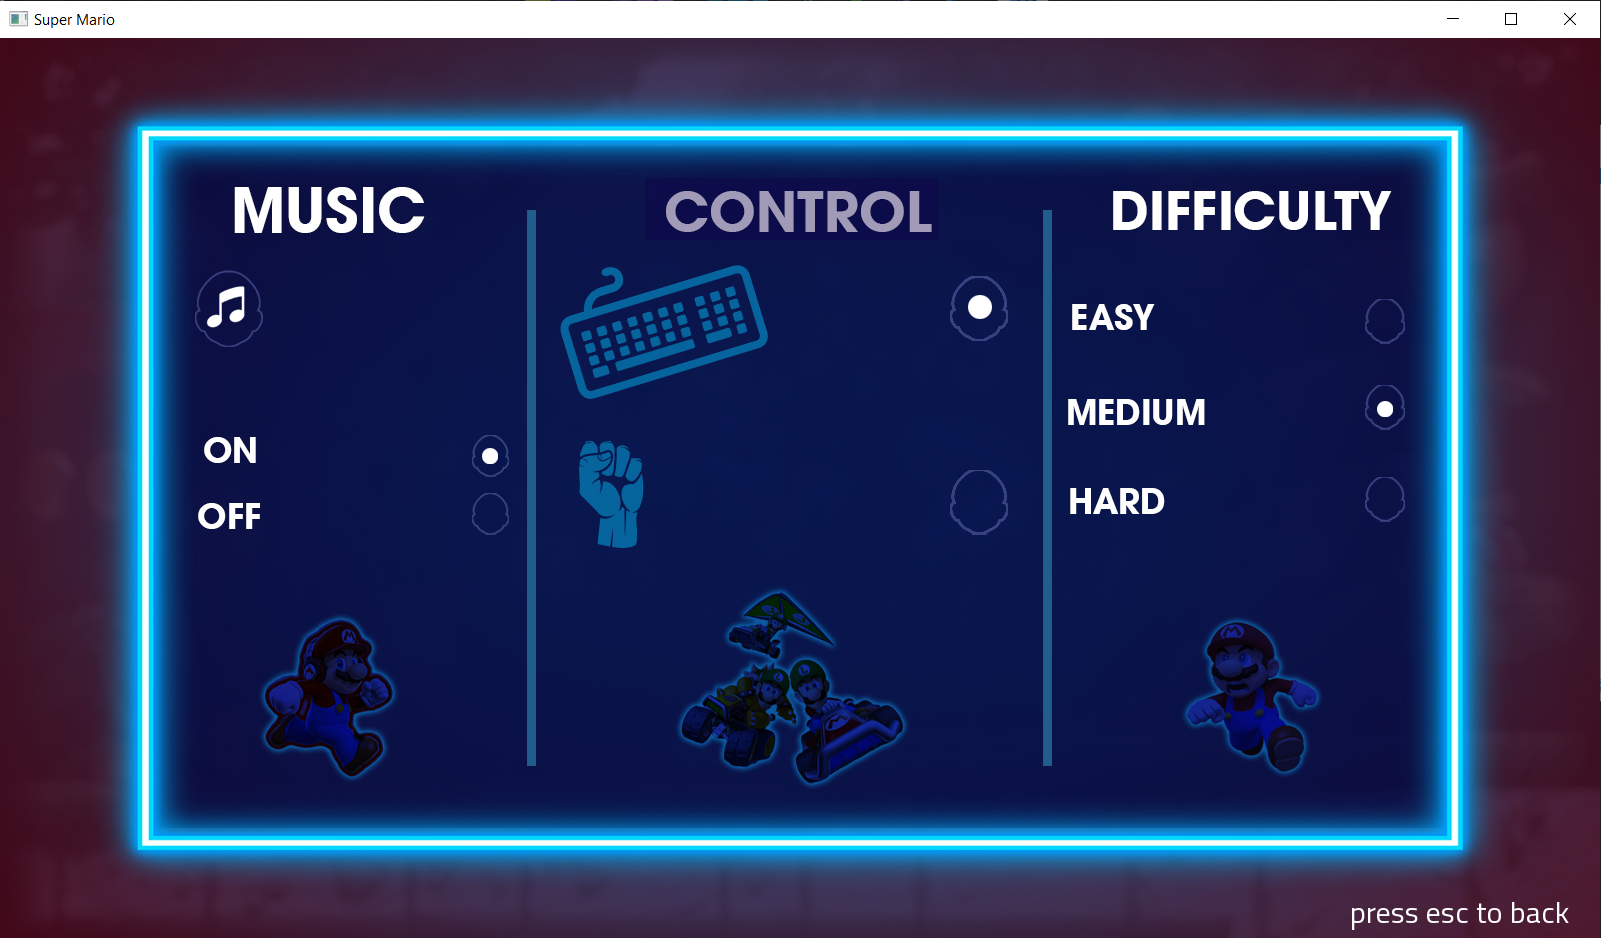 Super Mario
MUSIC
ON
OFF
CONTROL
DIFFICULTY
EASY
MEDIUM
HARD
press esc to back